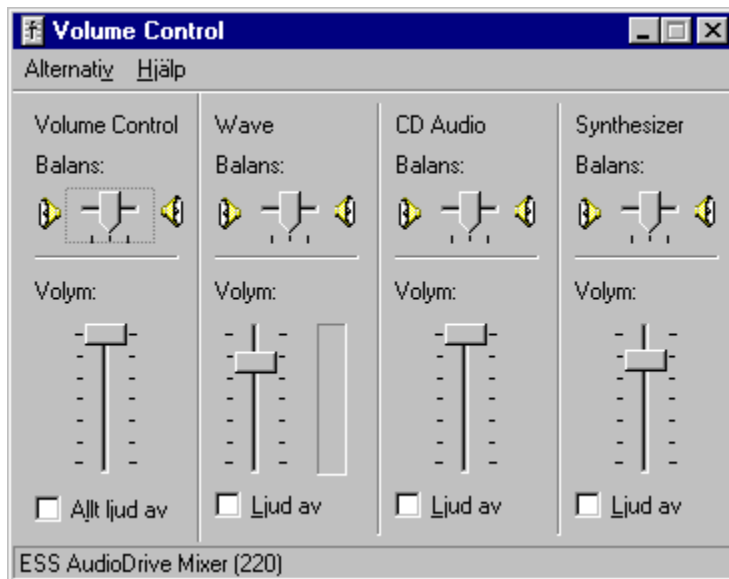 Volume Control
Alternativ Hjälp
Volume Control Wave CD Audio Synthesizer
Balans: Balans: Balans: Balans:
Volym: Volym: Volym: Volym:
Allt ljud av Ljud av Ljud av Ljud av
ESS AudioDrive Mixer (220)